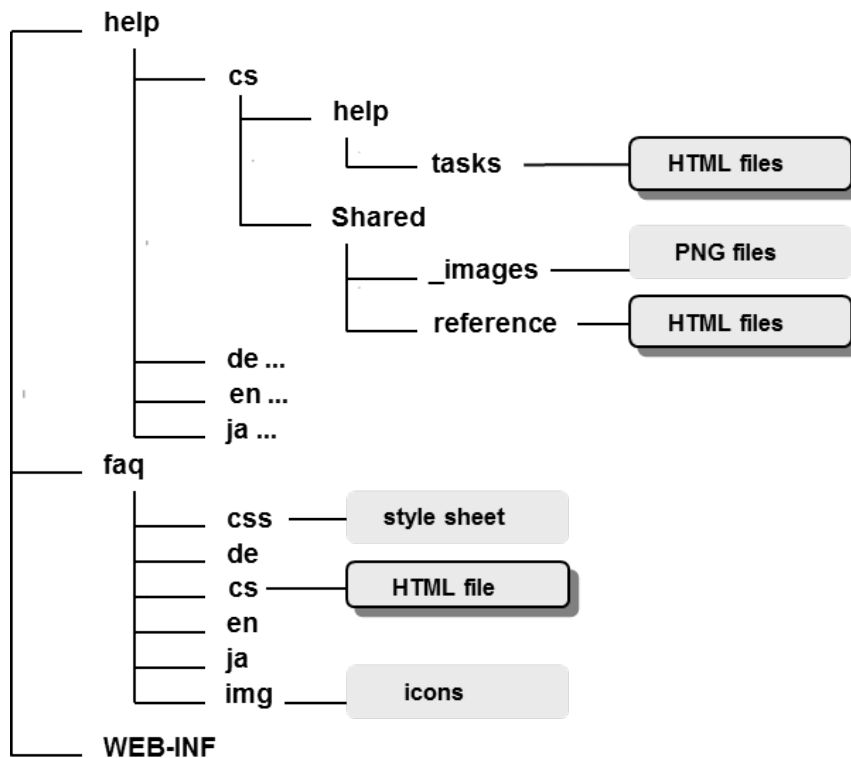 help
cs
help
tasks
HTML files
Shared
_images
PNG files
reference
HTML files
de ...
en ...
ja ...
faq
css
style sheet
de
cs
HTML file
en
ja
img
icons
WEB-INF